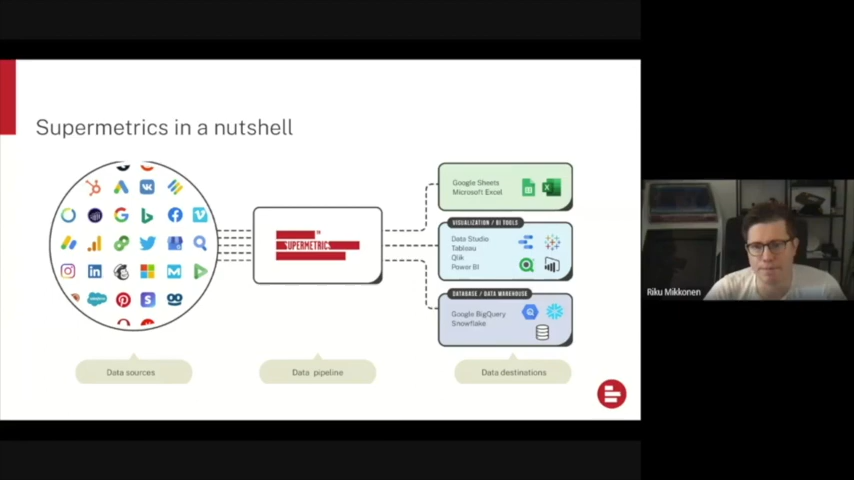 Supermetrics in a nutshell
Google Sheets
Microsoft Excel
SUPERMETRICS
VISUALIZATION / BI TOOLS
Data Studio
Tableau
Qlik
Power BI
DATABASE / DATA WAREHOUSE
Google BigQuery
Snowflake
Data sources
Data pipeline
Data destinations
Riku Mikkonen